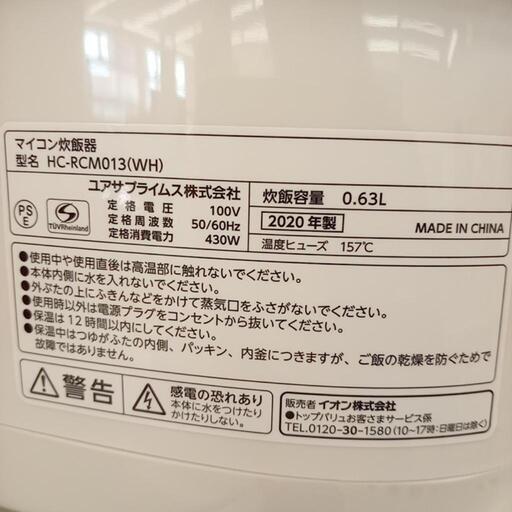 マイコン炊飯器
型名 HC-RCM013(WH)
ユアサプライムス株式会社
定格電圧 100V
定格周波数 50/60Hz
定格消費電力 430W
PS
E
TÜVRheinland
炊飯容量 0.63L
2020年製
MADE IN CHINA
温度ヒューズ 157℃
●使用中や使用直後は高温部に触れないでください。
●本体内側に水を入れないでください。
●外ぶたの上にふきんなどをかけて蒸気口をふさがないでください。
●使用時以外は電源プラグをコンセントから抜いてください。
●保温は12時間以内にしてください。
●保温中はつゆがふたの内側、パッキン、内釜につきますが、ご飯の乾燥を防ぐためで
故障ではありません。
警告
感電の恐れあり
本体に水をつけたり
かけたりしない。
販売者 イオン株式会社
●トップバリュお客さまサービス係
TEL.0120-30-1580(10~17時:日曜日は除く)